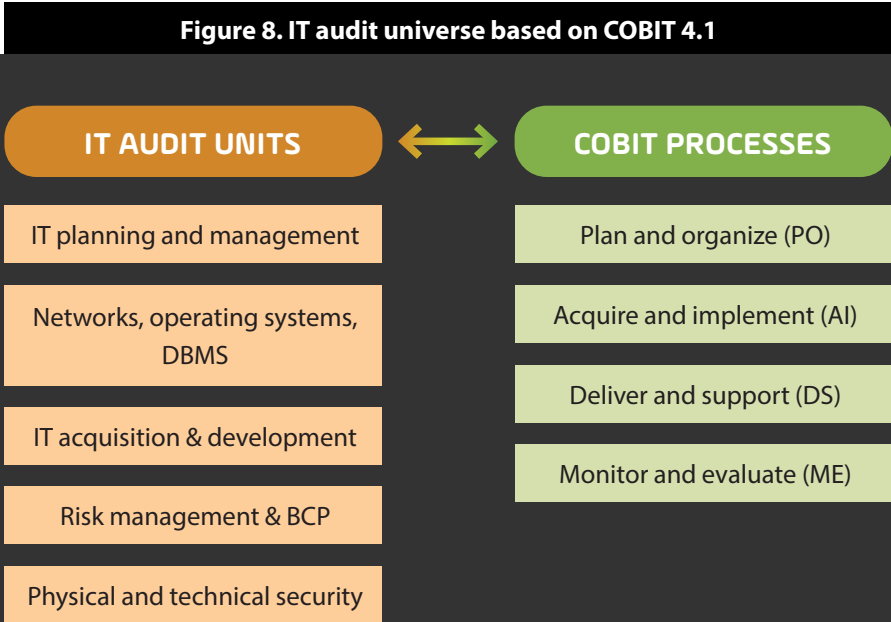 Figure 8. IT audit universe based on COBIT 4.1
IT AUDIT UNITS
IT planning and management
Networks, operating systems,
DBMS
IT acquisition & development
Risk management & BCP
Physical and technical security
COBIT PROCESSES
Plan and organize (PO)
Acquire and implement (AI)
Deliver and support (DS)
Monitor and evaluate (ME)